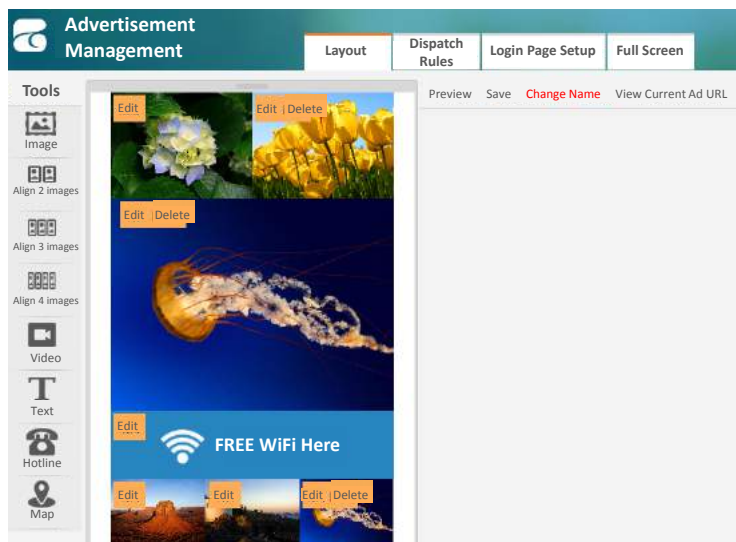 Advertisement
Management
Layout
Dispatch
Rules
Login Page Setup
Full Screen
Tools
Preview Save Change Name View Current Ad URL
Image
Align 2 images
Align 3 images
Align 4 images
Video
Text
Hotline
Map
Edit
Edit Delete
Edit Delete
Edit
FREE WiFi Here
Edit
Edit
Edit Delete